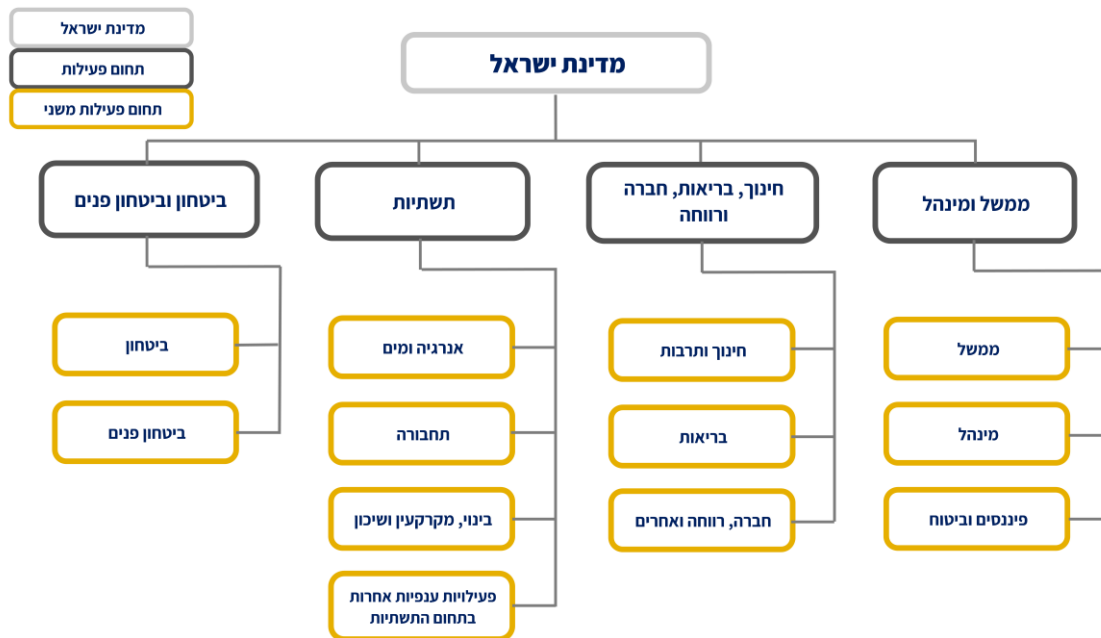 מדינת ישראל
תחום פעילות
תחום פעילות משני
מדינת ישראל
ממשל ומינהל
חינוך, בריאות, חברה
ורווחה
תשתיות
ביטחון וביטחון פנים
ממשל
מינהל
פיננסים וביטוח
חינוך ותרבות
בריאות
חברה, רווחה ואחרים
אנרגיה ומים
תחבורה
בינוי, מקרקעין ושיכון
פעילויות ענפיות אחרות
בתחום התשתיות
ביטחון
ביטחון פנים